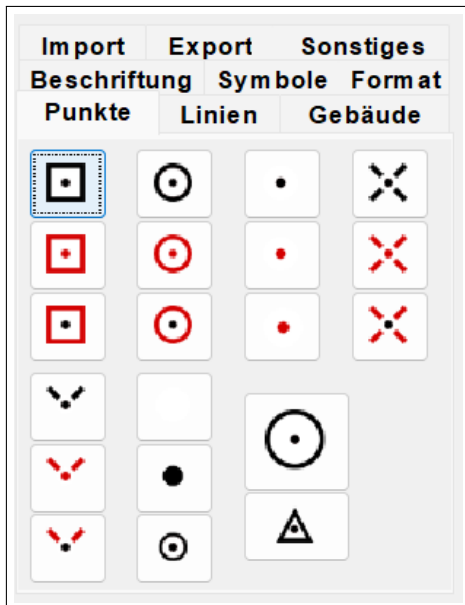 Import Export Sonstiges
Beschriftung Symbole Format
Punkte Linien Gebäude